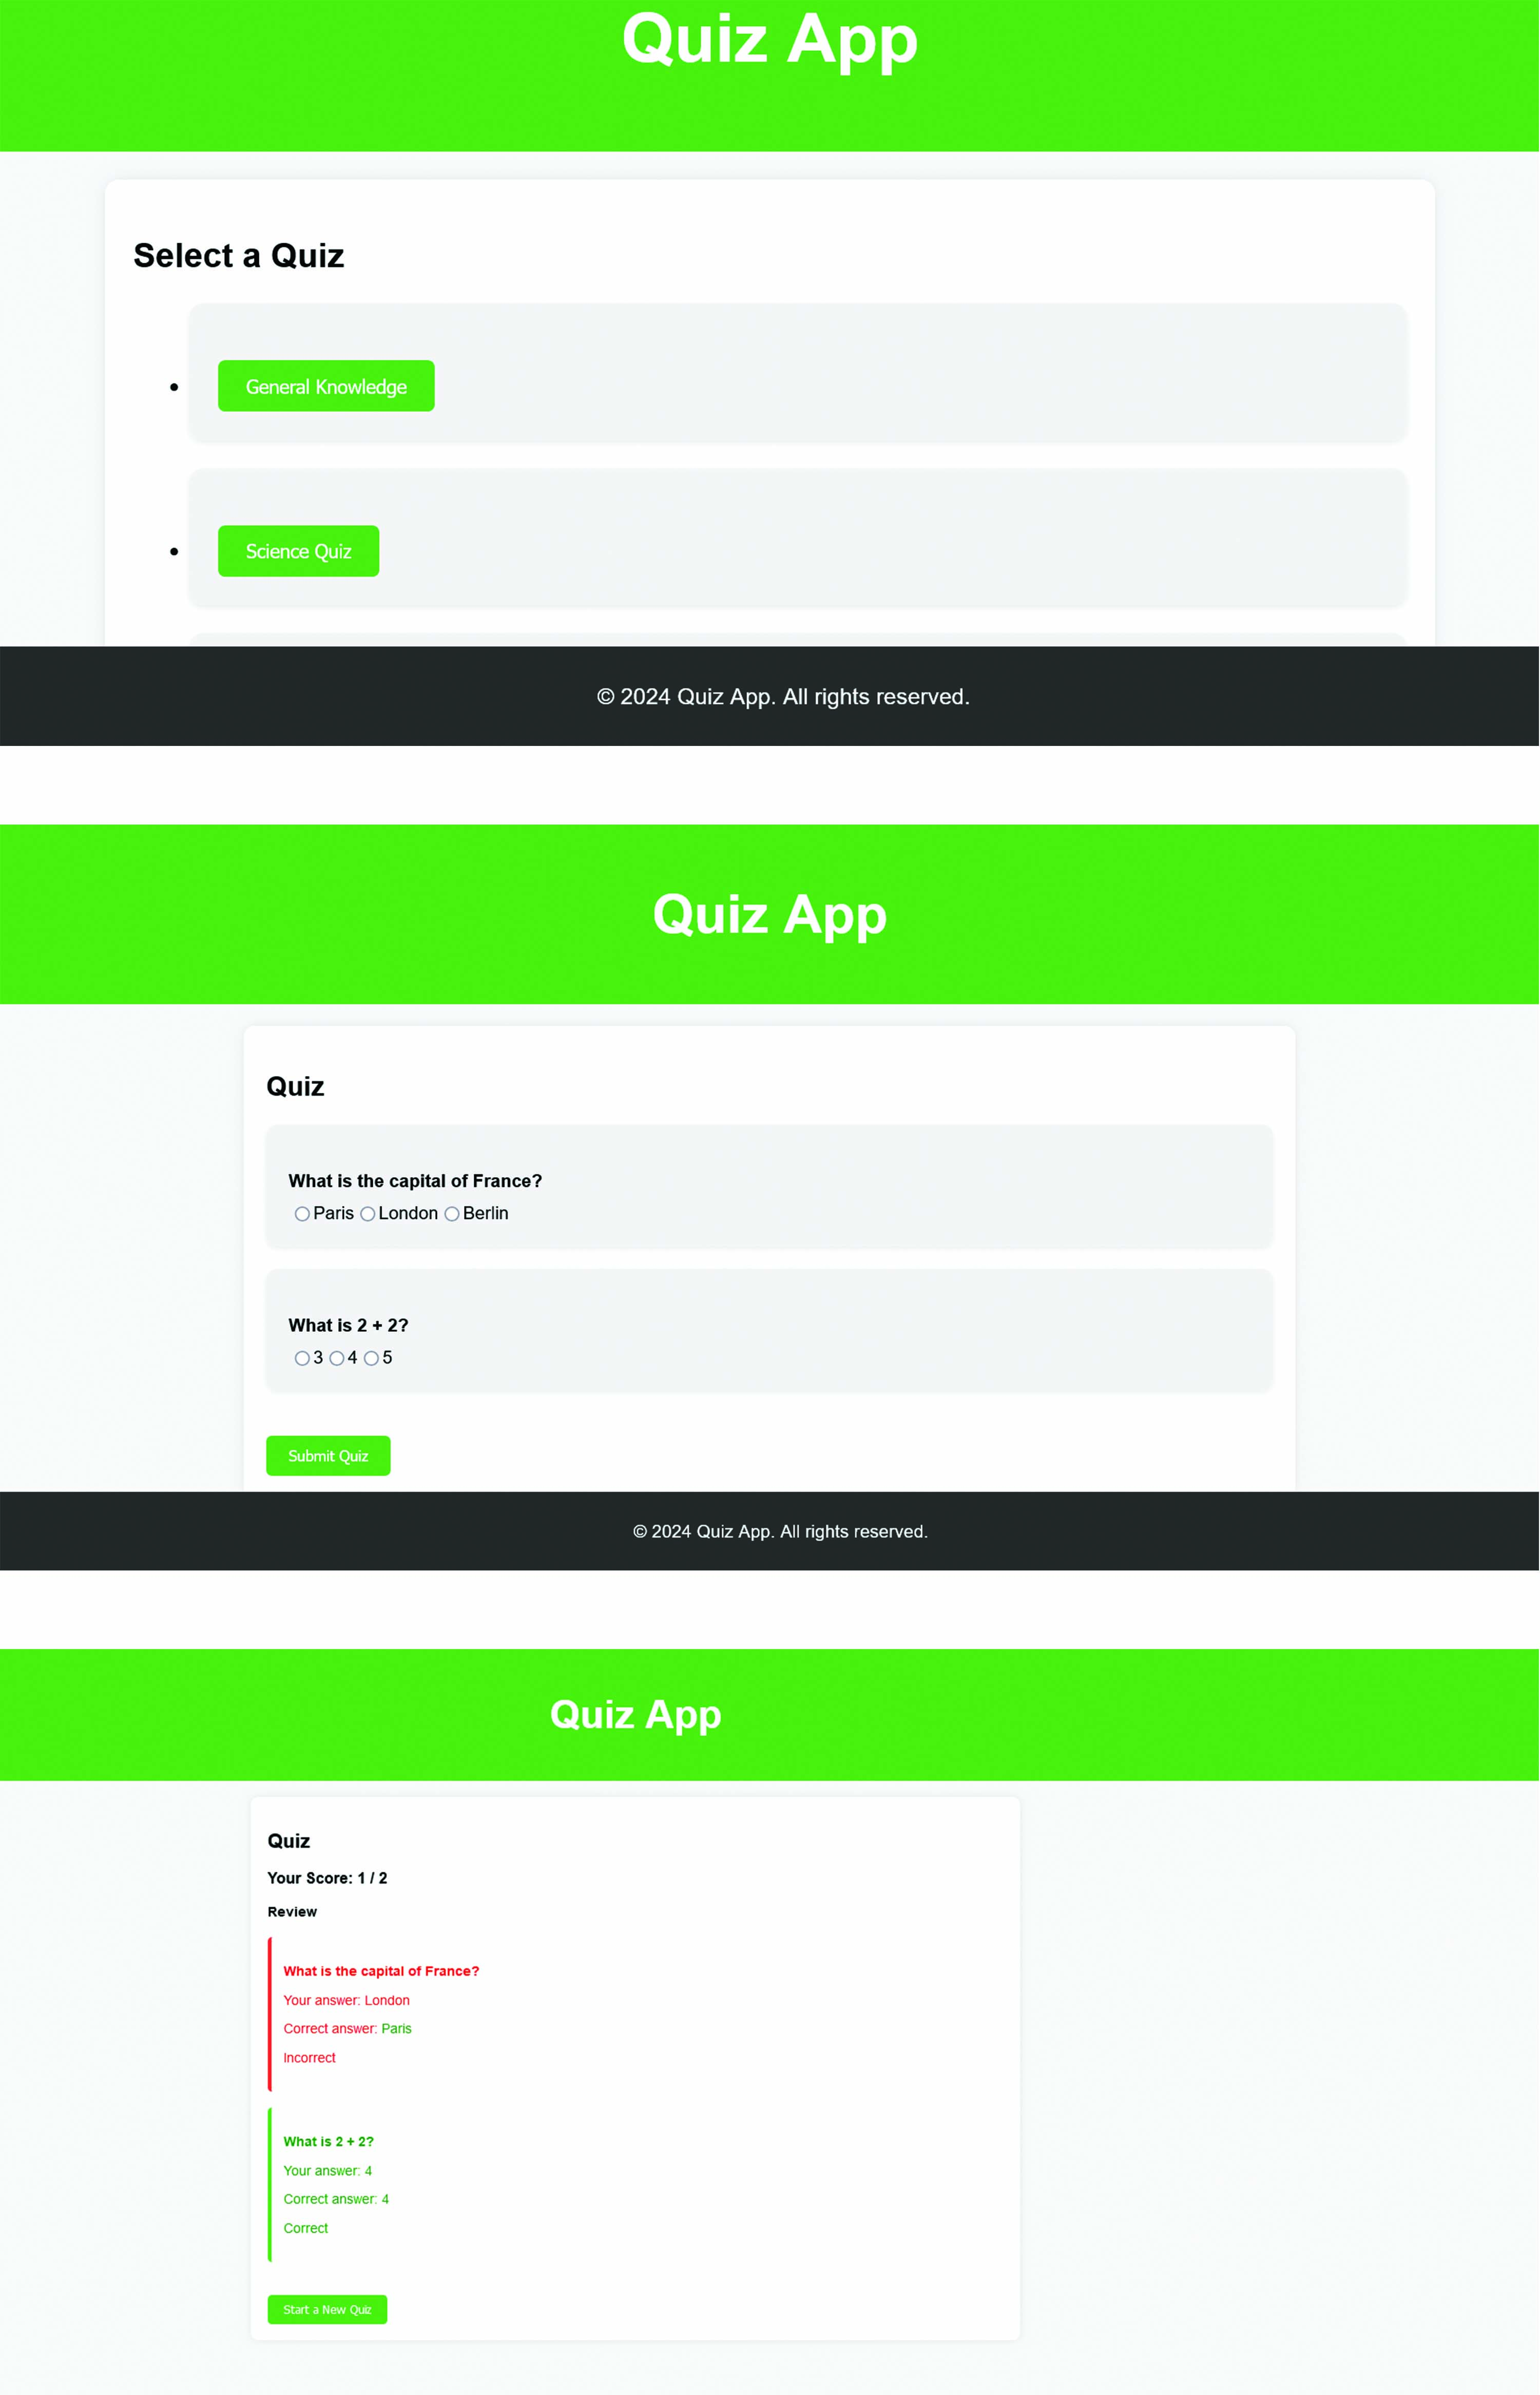 Quiz App
Select a Quiz
General Knowledge
Science Quiz
© 2024 Quiz App. All rights reserved.
Quiz App
Quiz
What is the capital of France?
Paris London Berlin
What is 2 + 2?
3 4 5
Submit Quiz
© 2024 Quiz App. All rights reserved.
Quiz App
Quiz
Your Score: 1 / 2
Review
What is the capital of France?
Your answer: London
Correct answer: Paris
Incorrect
What is 2 + 2?
Your answer: 4
Correct answer: 4
Correct
Start a New Quiz